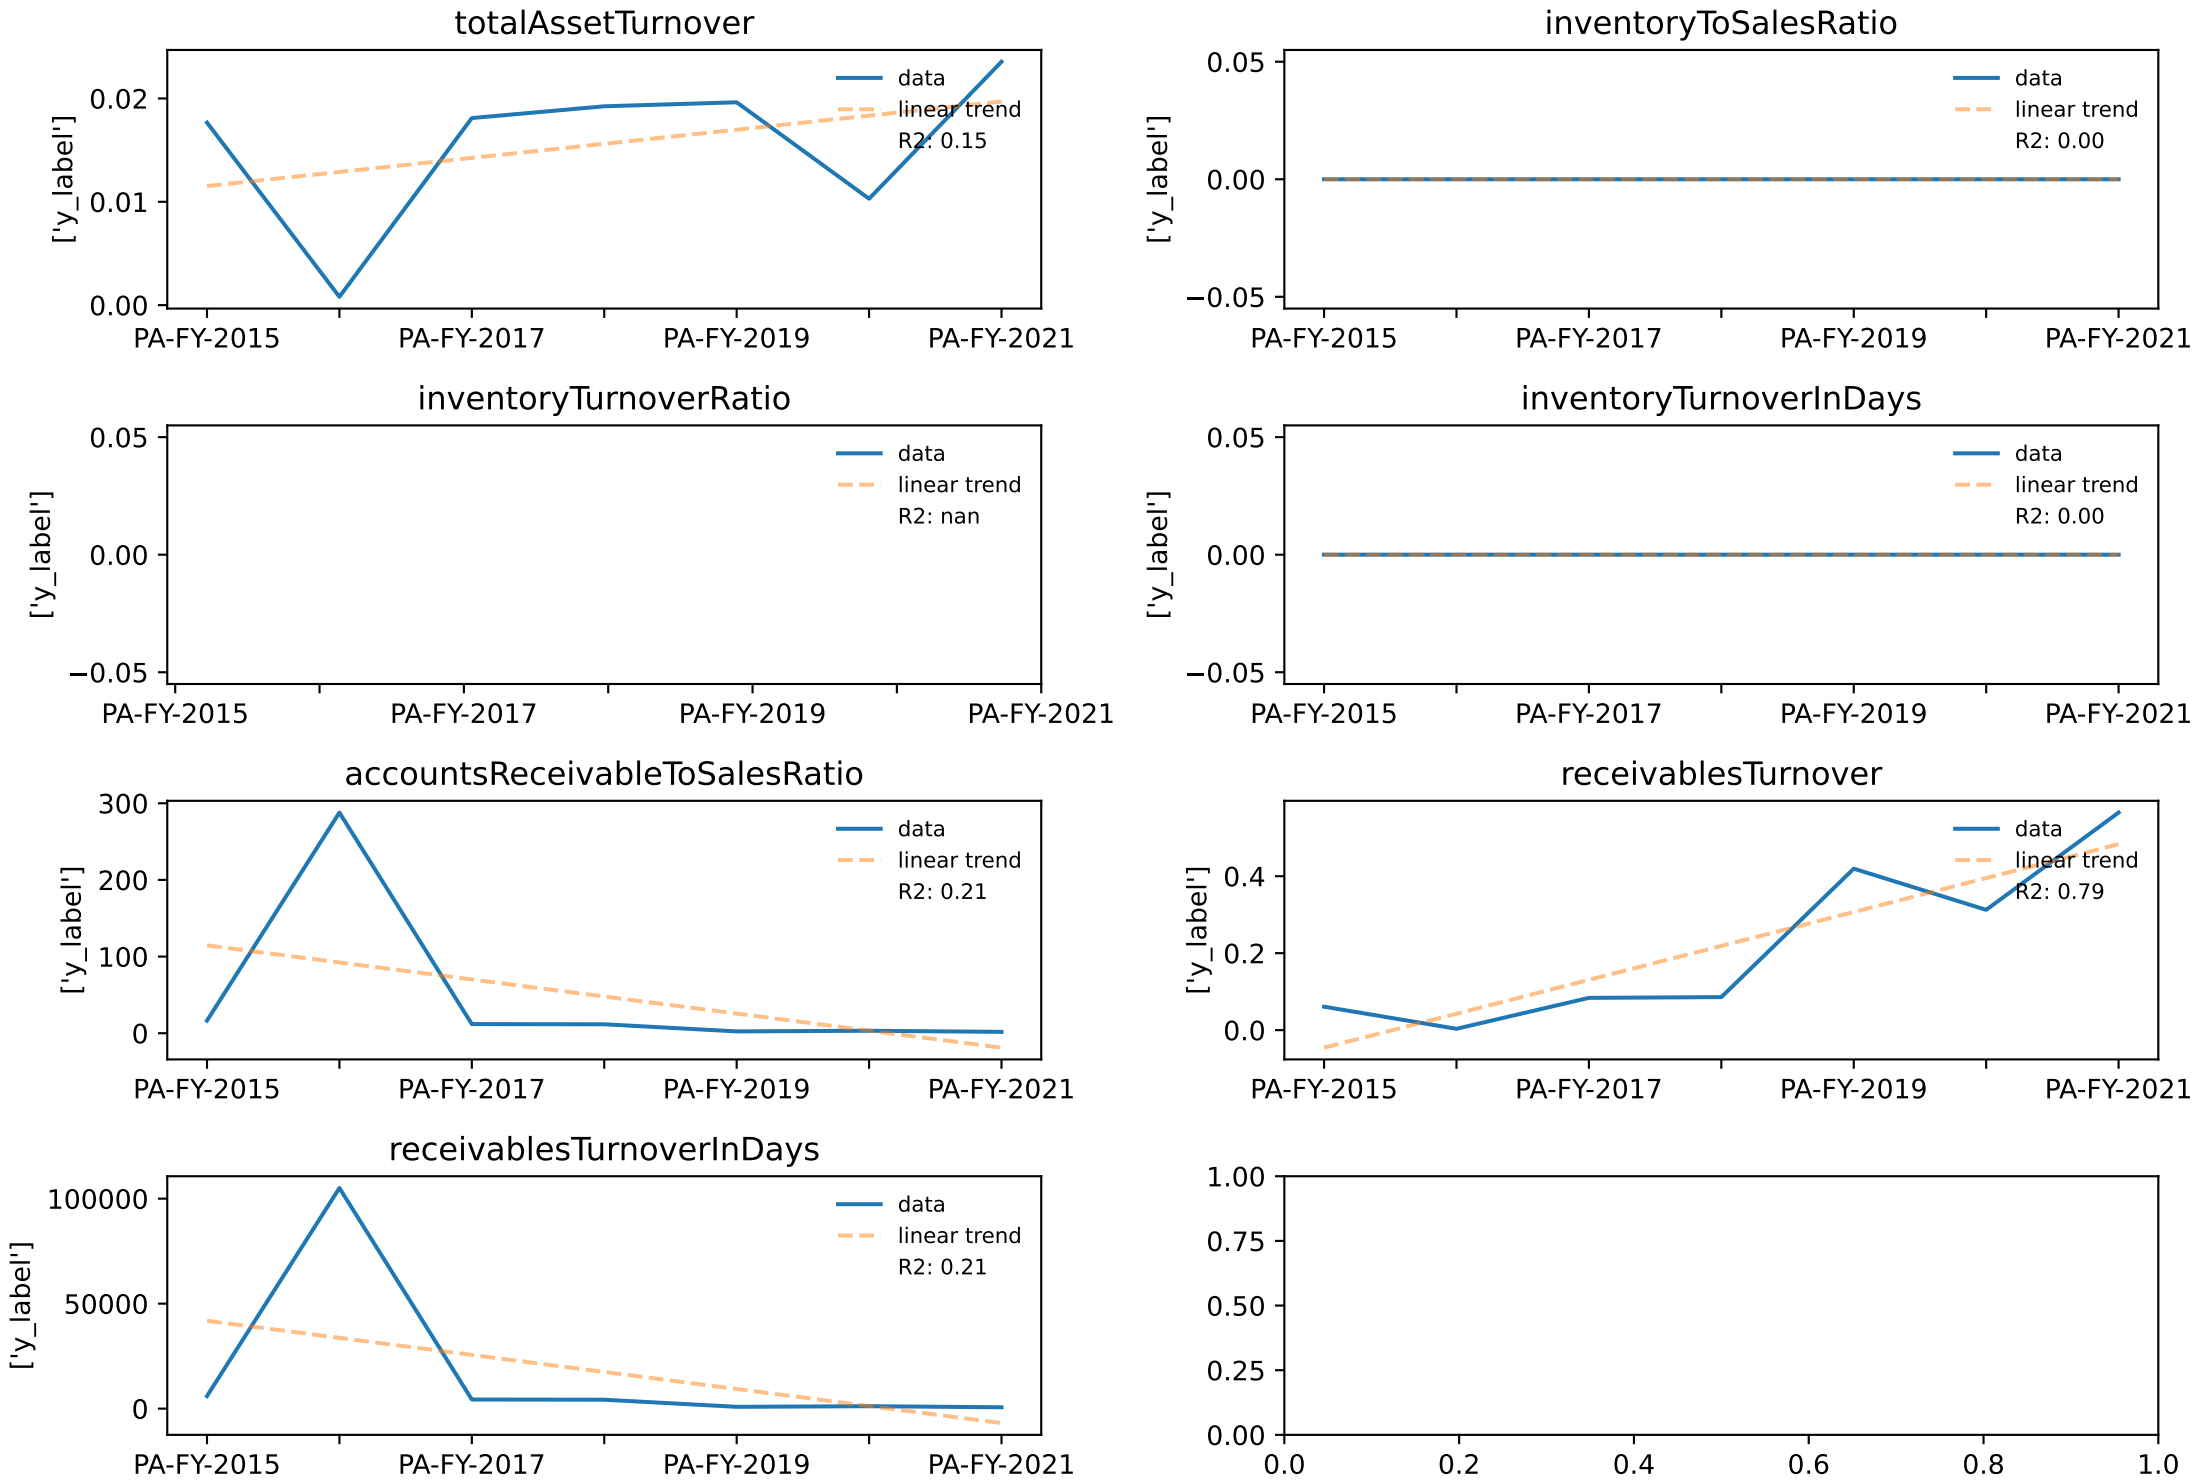 totalAssetTurnover
['y_label']
0.02
0.01
0.00
data
linear trend
R2: 0.15
PA-FY-2015 PA-FY-2017 PA-FY-2019 PA-FY-2021
inventoryToSalesRatio
['y_label']
0.05
0.00
−0.05
data
linear trend
R2: 0.00
PA-FY-2015 PA-FY-2017 PA-FY-2019 PA-FY-2021
inventoryTurnoverRatio
['y_label']
0.05
0.00
−0.05
data
linear trend
R2: nan
PA-FY-2015 PA-FY-2017 PA-FY-2019 PA-FY-2021
inventoryTurnoverInDays
['y_label']
0.05
0.00
−0.05
data
linear trend
R2: 0.00
PA-FY-2015 PA-FY-2017 PA-FY-2019 PA-FY-2021
accountsReceivableToSalesRatio
['y_label']
300
200
100
0
data
linear trend
R2: 0.21
PA-FY-2015 PA-FY-2017 PA-FY-2019 PA-FY-2021
receivablesTurnover
['y_label']
0.4
0.2
0.0
data
linear trend
R2: 0.79
PA-FY-2015 PA-FY-2017 PA-FY-2019 PA-FY-2021
receivablesTurnoverInDays
['y_label']
100000
50000
0
data
linear trend
R2: 0.21
PA-FY-2015 PA-FY-2017 PA-FY-2019 PA-FY-2021
1.00
0.75
0.50
0.25
0.00
0.0 0.2 0.4 0.6 0.8 1.0